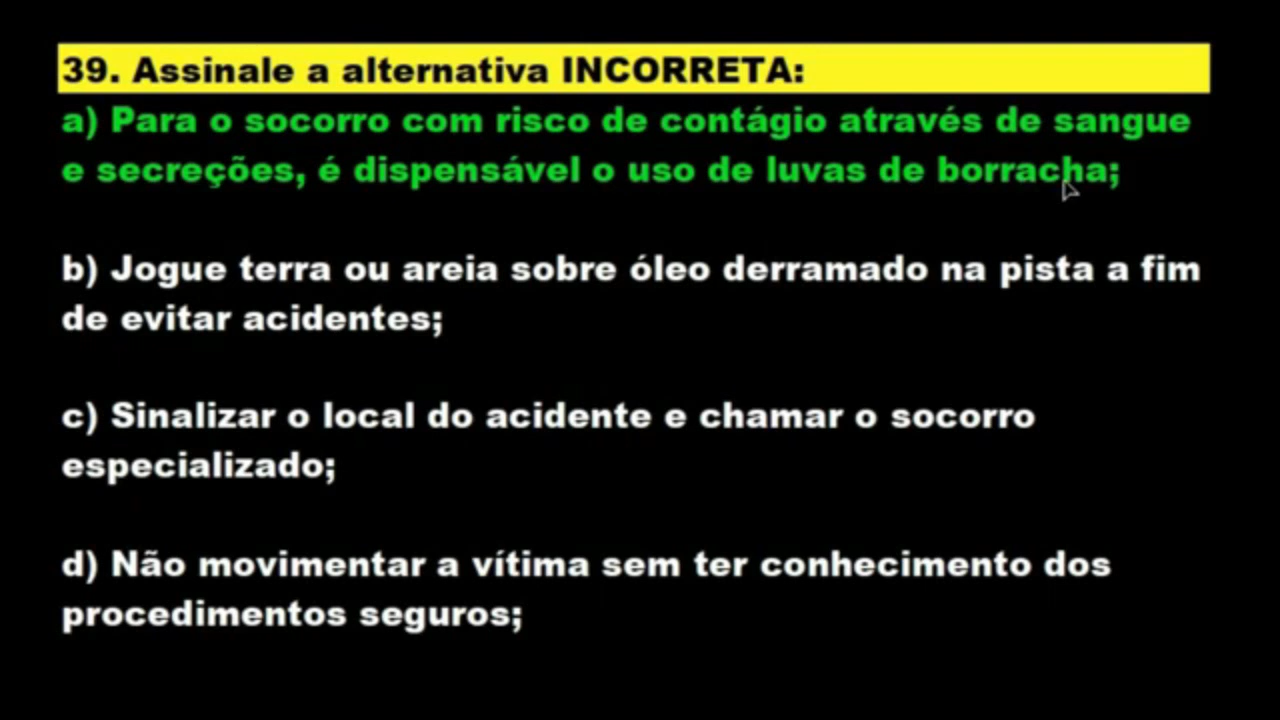 39. Assinale a alternativa INCORRETA:
a) Para o socorro com risco de contágio através de sangue
e secreções, é dispensável o uso de luvas de borracha;
b) Jogue terra ou areia sobre óleo derramado na pista a fim
de evitar acidentes;
c) Sinalizar o local do acidente e chamar o socorro
especializado;
d) Não movimentar a vítima sem ter conhecimento dos
procedimentos seguros;